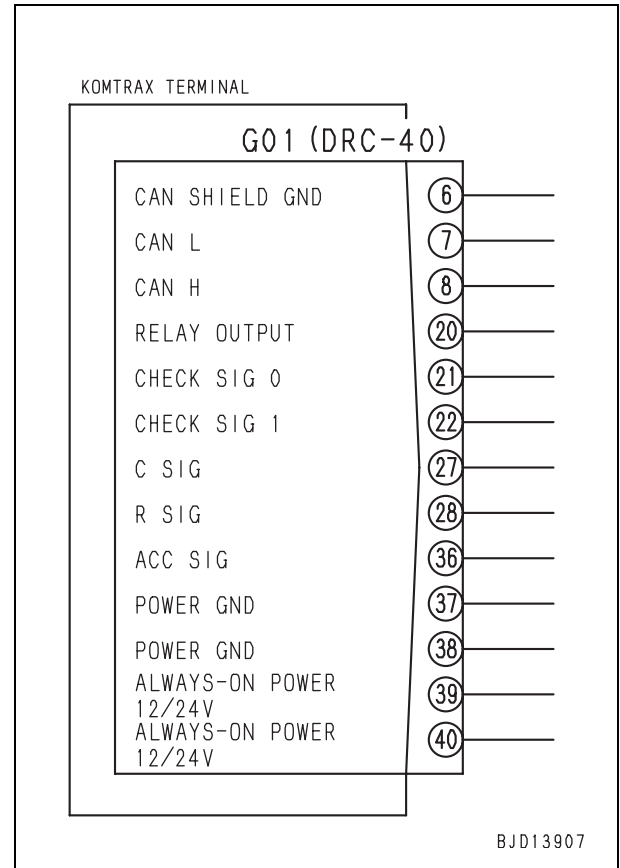 KOMTRAX TERMINAL
G01 (DRC-40)
CAN SHIELD GND 6
CAN L 7
CAN H 8
RELAY OUTPUT 20
CHECK SIG 0 21
CHECK SIG 1 22
C SIG 27
R SIG 28
ACC SIG 36
POWER GND 37
POWER GND 38
ALWAYS-ON POWER
12/24V 39
ALWAYS-ON POWER
12/24V 40
BJD13907